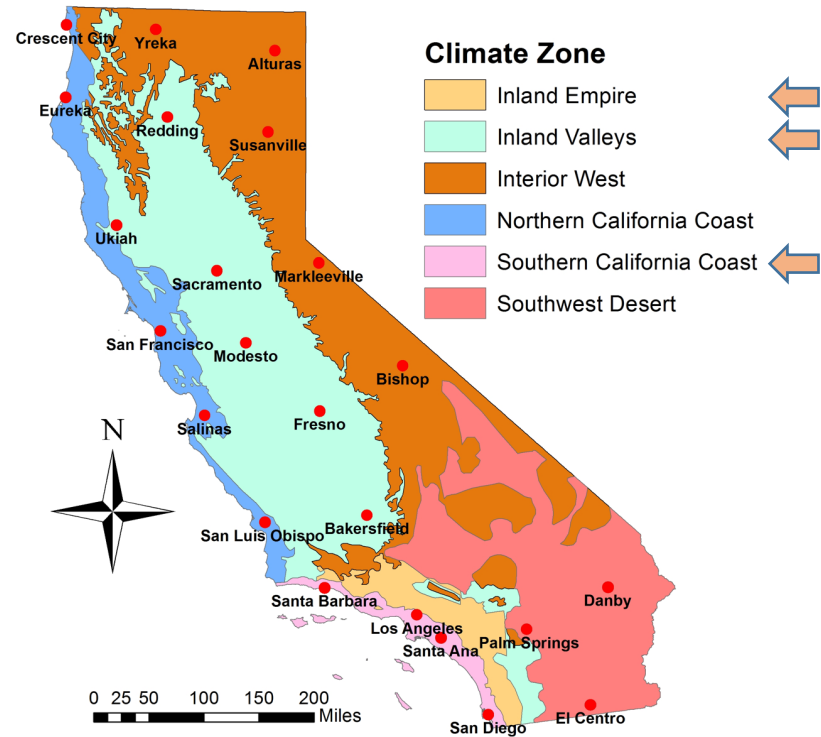 Crescent City
Yreka
Alturas
Eureka
Redding
Susanville
Ukiah
Sacramento
Markleeville
San Francisco
Modesto
Bishop
Salinas
Fresno
N
San Luis Obispo
Bakersfield
Santa Barbara
Danby
Los Angeles
Santa Ana
Palm Springs
San Diego
El Centro
Climate Zone
Inland Empire
Inland Valleys
Interior West
Northern California Coast
Southern California Coast
Southwest Desert
0 25 50 100 150 200
Miles